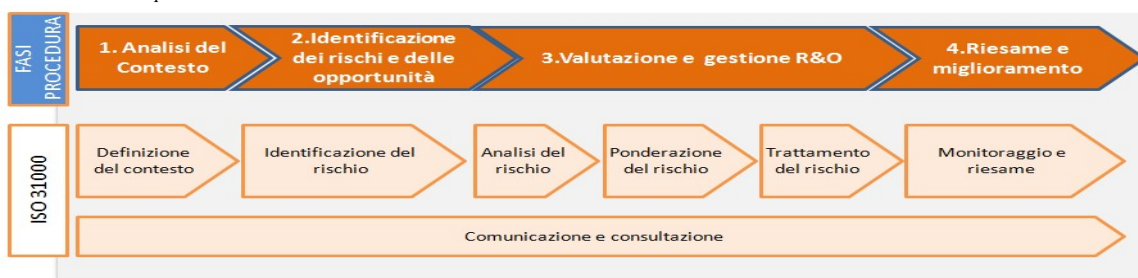 FASI
PROCEDURA
1. Analisi del
Contesto
2.Identificazione
dei rischi e delle
opportunità
3.Valutazione e gestione R&O
4.Riesame e
miglioramento
ISO 31000
Definizione
del contesto
Identificazione del
rischio
Analisi del
rischio
Ponderazione
del rischio
Trattamento
del rischio
Monitoraggio e
riesame
Comunicazione e consultazione